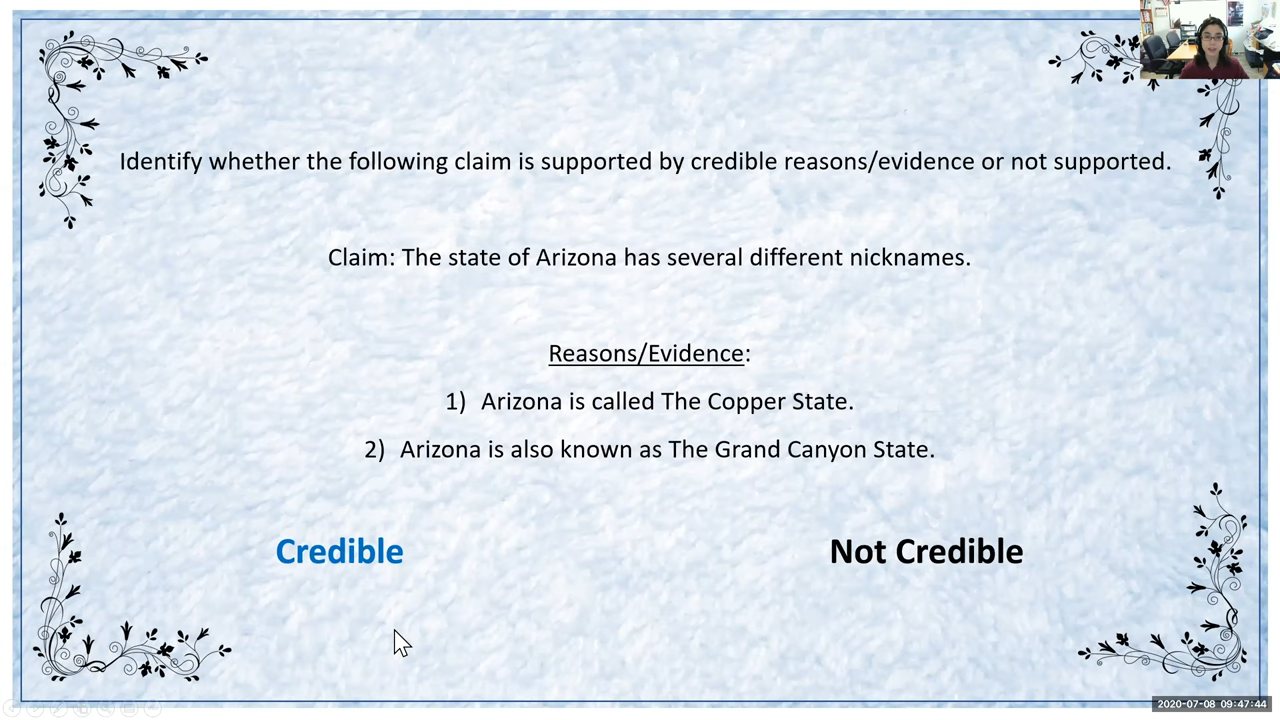 Identify whether the following claim is supported by credible reasons/evidence or not supported.
Claim: The state of Arizona has several different nicknames.
Reasons/Evidence:
1) Arizona is called The Copper State.
2) Arizona is also known as The Grand Canyon State.
Credible
Not Credible
2020-07-08 09:47:44